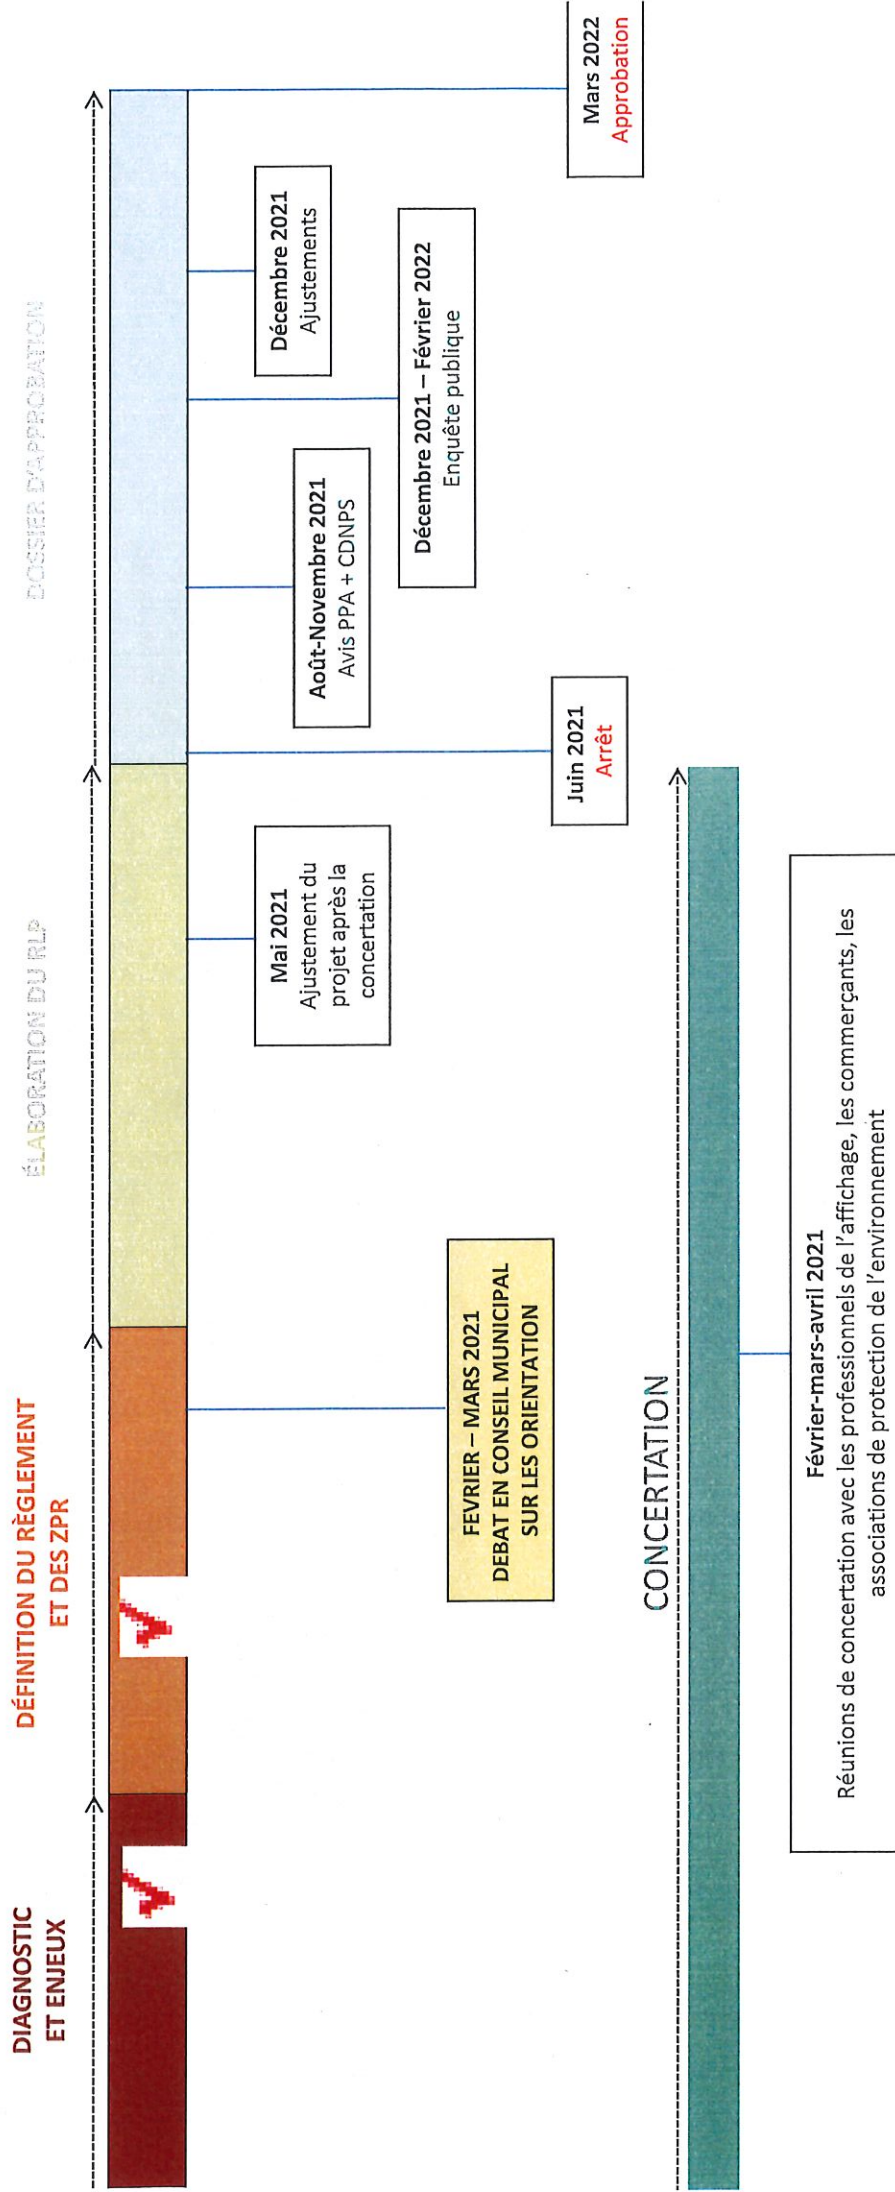 DIAGNOSTIC
ET ENJEUX
DÉFINITION DU RÈGLEMENT
ET DES ZPR
ÉLABORATION DU RLP
DOSSIER D'APPROBATION
FEVRIER – MARS 2021
DEBAT EN CONSEIL MUNICIPAL
SUR LES ORIENTATION
Mai 2021
Ajustement du
projet après la
concertation
Juin 2021
Arrêt
Août-Novembre 2021
Avis PPA + CDNPS
Décembre 2021 – Février 2022
Enquête publique
Décembre 2021
Ajustements
Mars 2022
Approbation
CONCERTATION
Février-mars-avril 2021
Réunions de concertation avec les professionnels de l'affichage, les commerçants, les
associations de protection de l'environnement